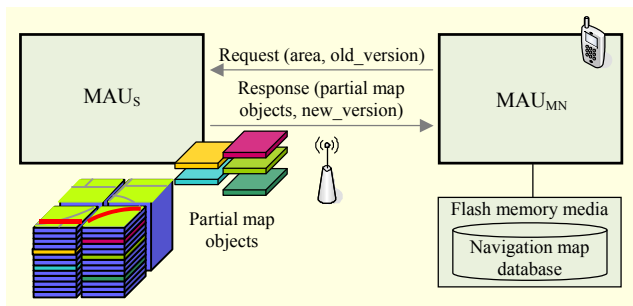 MAUS
Request (area, old_version)
Response (partial map
objects, new_version)
MAUMN
Partial map
objects
Flash memory media
Navigation map
database